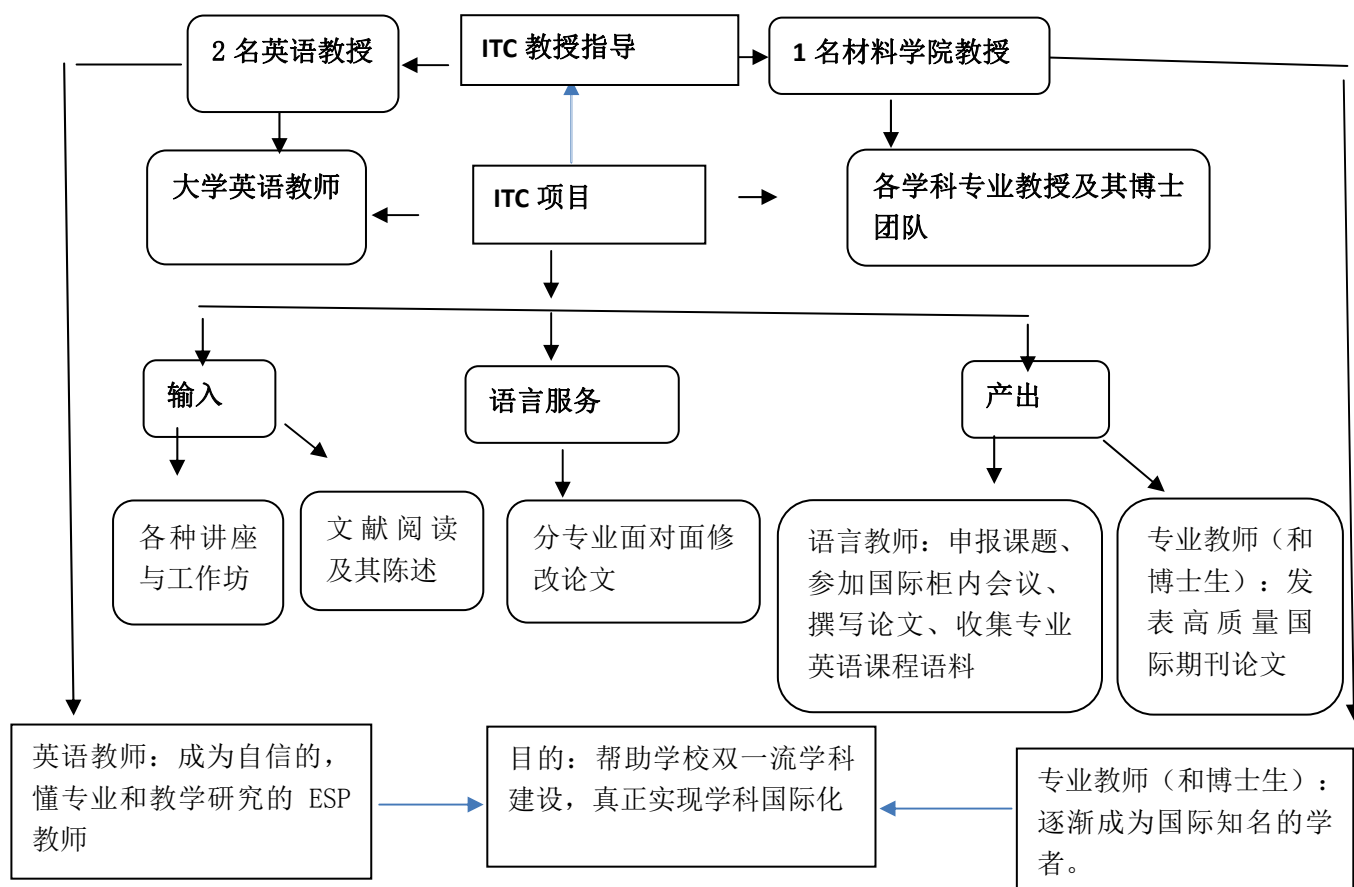 2 名英语教授
ITC 教授指导
1 名材料学院教授
大学英语教师
ITC 项目
各学科专业教授及其博士
团队
输入
语言服务
产出
各种讲座
与工作坊
文献阅读
及其陈述
分专业面对面修
改论文
语言教师：申报课题、
参加国际柜内会议、
撰写论文、收集专业
英语课程语料
专业教师（和
博士生）：发
表高质量国
际期刊论文
英语教师：成为自信的，
懂专业和教学研究的 ESP
教师
目的：帮助学校双一流学科
建设，真正实现学科国际化
专业教师（和博士生）：
逐渐成为国际知名的学
者。